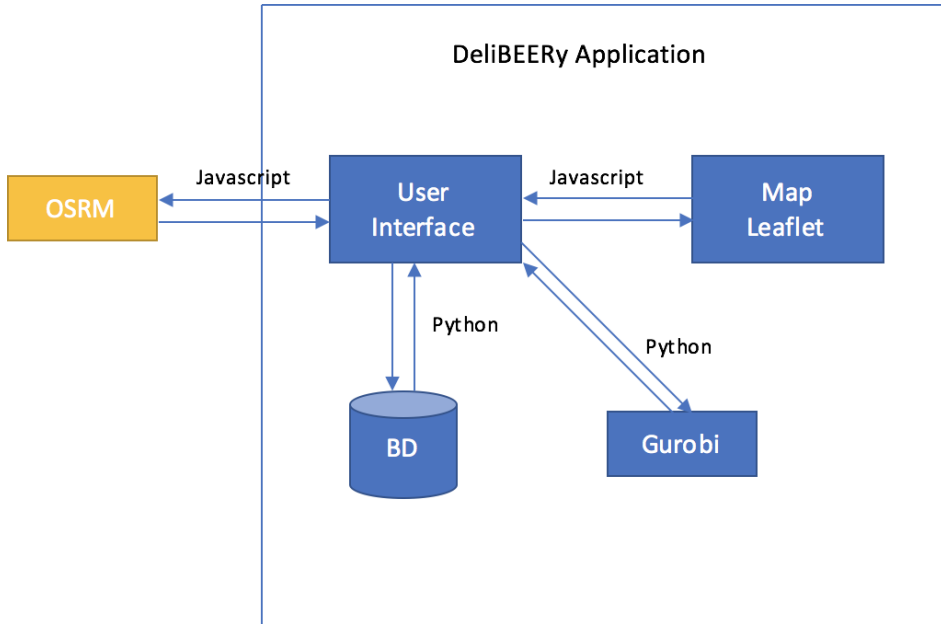 DeliBEERy Application
Javascript
Javascript
OSRM
User
Interface
Map
Leaflet
Python
Python
BD
Gurobi